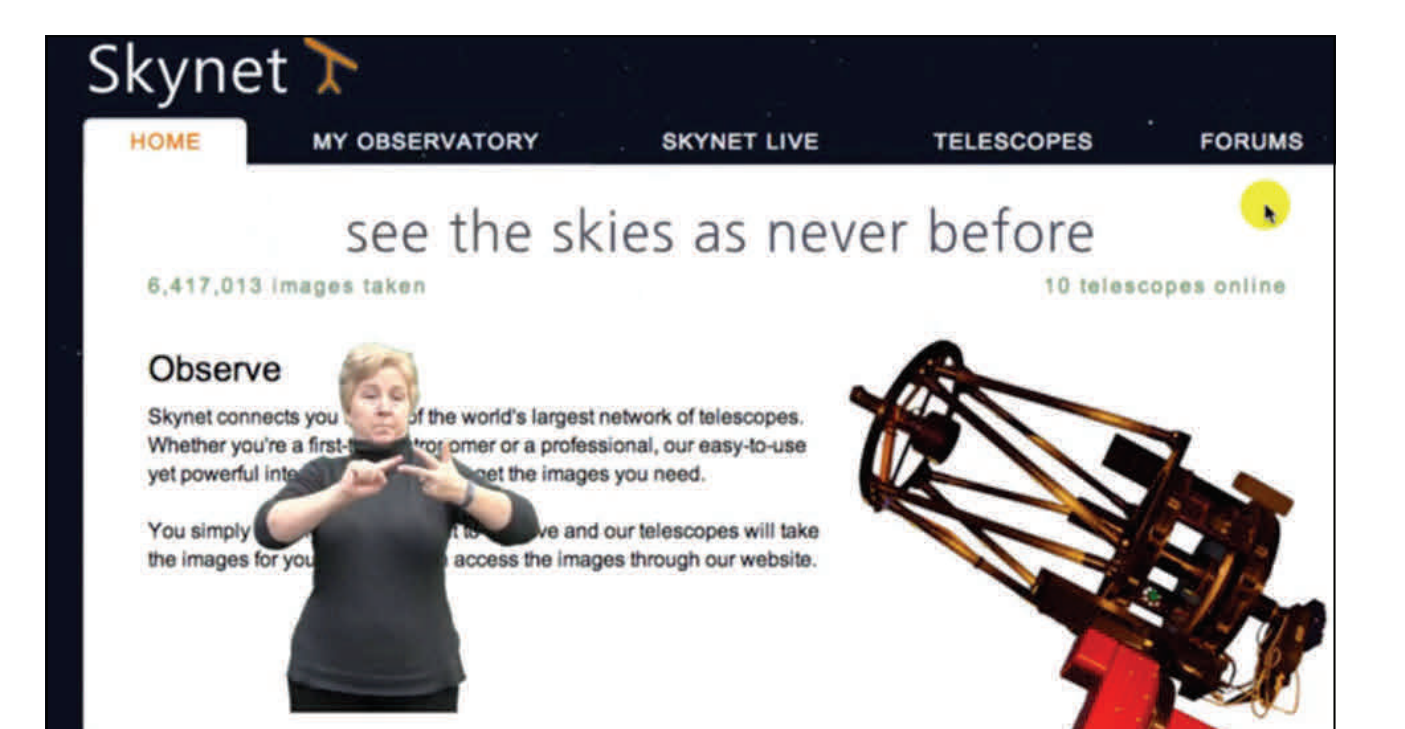 Skynet
HOME MY OBSERVATORY SKYNET LIVE TELESCOPES FORUMS
see the skies as never before
6,417,013 images taken 10 telescopes online
Observe
Skynet connects you of the world's largest network of telescopes.
Whether you're a first- omer or a professional, our easy-to-use
yet powerful get the images you need.
You simply and our telescopes will take
the images for you access the images through our website.